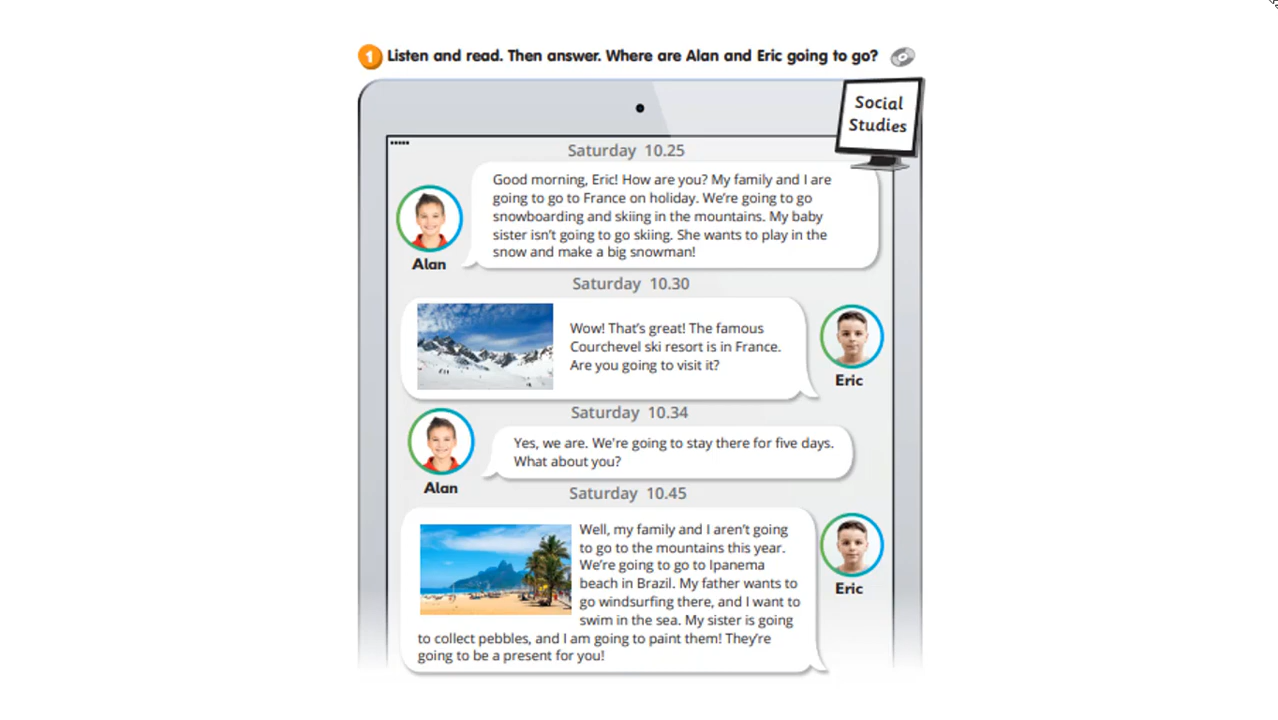 1 Listen and read. Then answer. Where are Alan and Eric going to go?
Social
Studies
Saturday 10.25
Good morning, Eric! How are you? My family and I are
going to go to France on holiday. We’re going to go
snowboarding and skiing in the mountains. My baby
sister isn’t going to go skiing. She wants to play in the
snow and make a big snowman!
Alan
Saturday 10.30
Wow! That’s great! The famous
Courchevel ski resort is in France.
Are you going to visit it?
Eric
Saturday 10.34
Yes, we are. We’re going to stay there for five days.
What about you?
Alan
Saturday 10.45
Well, my family and I aren’t going
to go to the mountains this year.
We’re going to go to Ipanema
beach in Brazil. My father wants to
go windsurfing there, and I want to
swim in the sea. My sister is going
to collect pebbles, and I am going to paint them! They’re
going to be a present for you!
Eric